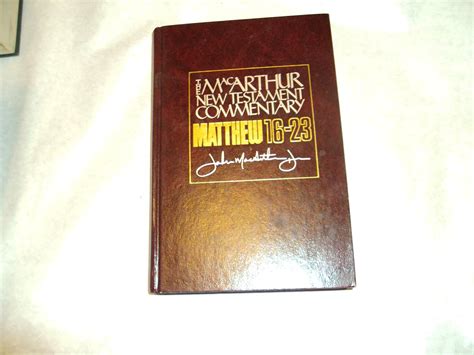 THE MACARTHUR
NEW TESTAMENT
COMMENTARY
MATTHEW 16-23
John MacArthur Jr.